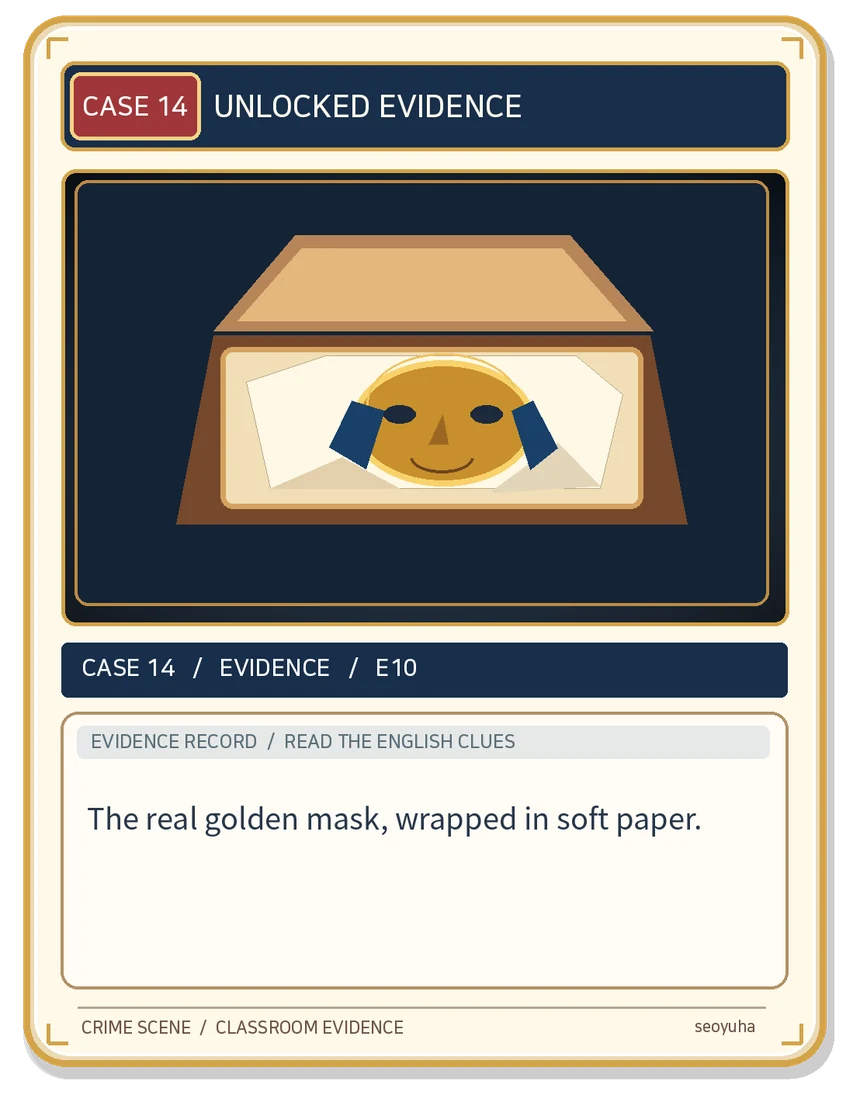 CASE 14 UNLOCKED EVIDENCE
CASE 14 / EVIDENCE / E10
EVIDENCE RECORD / READ THE ENGLISH CLUES
The real golden mask, wrapped in soft paper.
CRIME SCENE / CLASSROOM EVIDENCE seoyuha